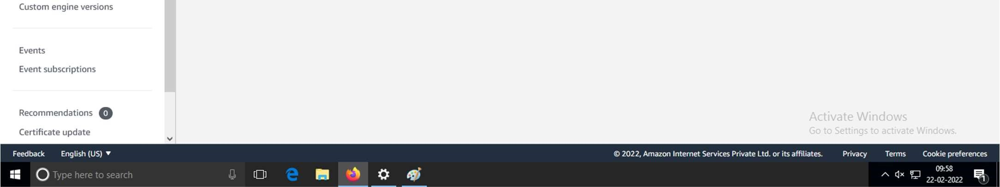 Custom engine versions
Events
Event subscriptions
Recommendations 0
Certificate update
Activate Windows
Go to Settings to activate Windows.
Feedback English (US) © 2022, Amazon Internet Services Private Ltd. or its affiliates. Privacy Terms Cookie preferences
Type here to search
09:58
22-02-2022
1